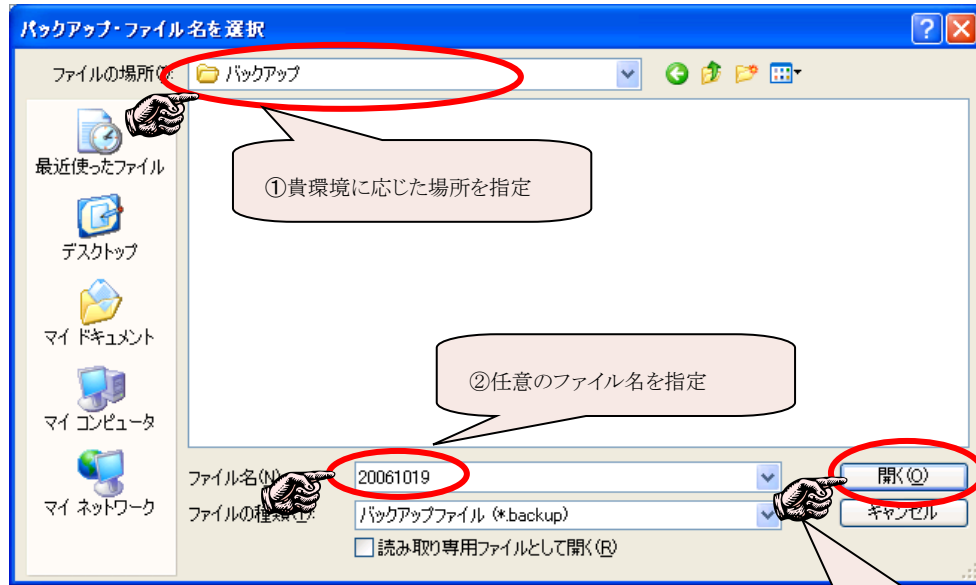 バックアップ・ファイル名を選択
ファイルの場所(I):
バックアップ
①貴環境に応じた場所を指定
最近使ったファイル
デスクトップ
マイ ドキュメント
マイ コンピュータ
マイ ネットワーク
②任意のファイル名を指定
ファイル名(N):
20061019
開く(O)
ファイルの種類(T):
バックアップファイル (*.backup)
キャンセル
読み取り専用ファイルとして開く(R)